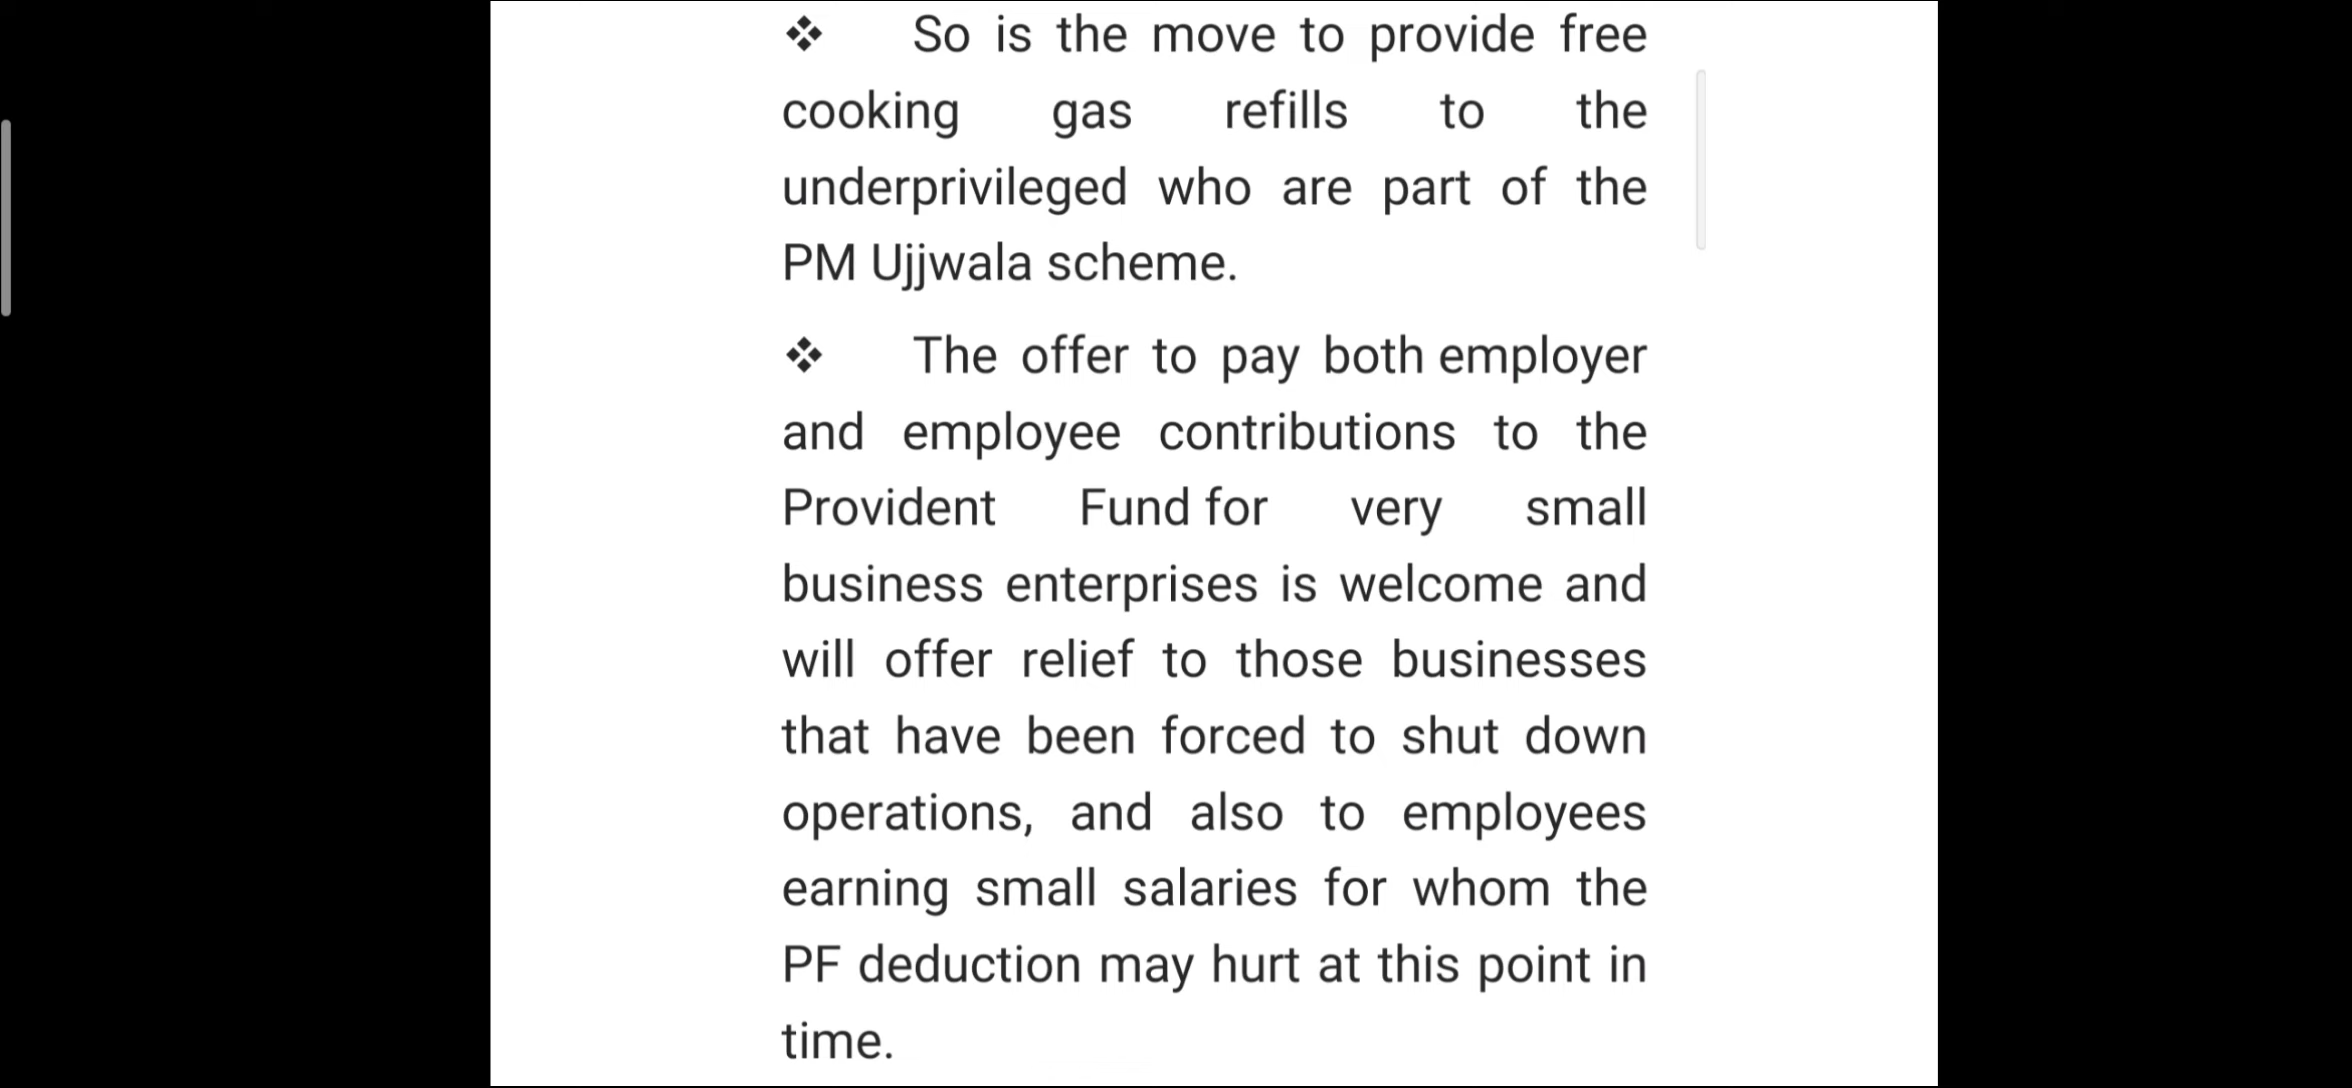 ❖ So is the move to provide free
cooking gas refills to the
underprivileged who are part of the
PM Ujjwala scheme.
❖ The offer to pay both employer
and employee contributions to the
Provident Fund for very small
business enterprises is welcome and
will offer relief to those businesses
that have been forced to shut down
operations, and also to employees
earning small salaries for whom the
PF deduction may hurt at this point in
time.